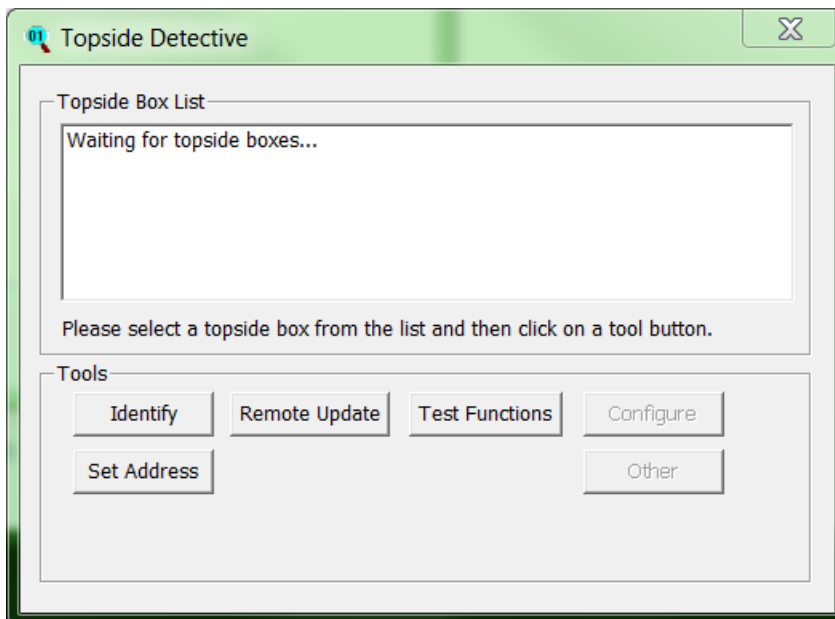 01
Topside Detective
Topside Box List
Waiting for topside boxes...
Please select a topside box from the list and then click on a tool button.
Tools
Identify Remote Update Test Functions Configure
Set Address Other